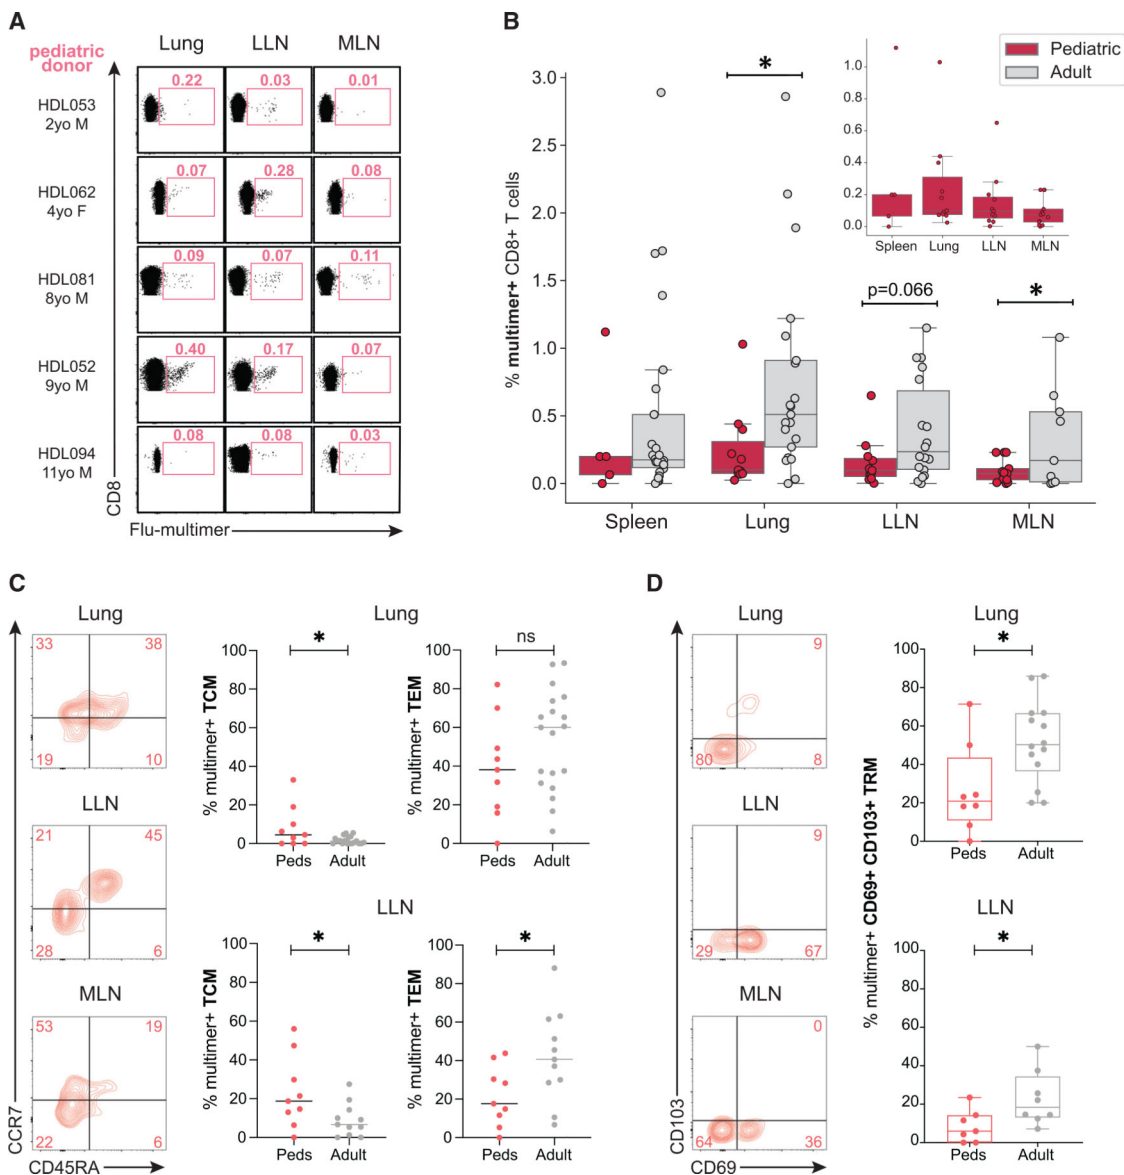 A
Lung LLN MLN
pediatric
donor
HDL053
2yo M
0.22 0.03 0.01
HDL062
4yo F
0.07 0.28 0.08
HDL081
8yo M
0.09 0.07 0.11
HDL052
9yo M
0.40 0.17 0.07
HDL094
11yo M
0.08 0.08 0.03
CD8
Flu-multimer
B
% multimer+ CD8+ T cells
3.0
2.5
2.0
1.5
1.0
0.5
0.0
*
p=0.066
*
Spleen Lung LLN MLN
1.0
0.8
0.6
0.4
0.2
0.0
Spleen Lung LLN MLN
Pediatric
Adult
C
Lung
33 38
19 10
LLN
21 45
28 6
MLN
53 19
22 6
CCR7
CD45RA
Lung
% multimer+ TCM
100
80
60
40
20
0
*
Peds Adult
% multimer+ TEM
100
80
60
40
20
0
ns
Peds Adult
LLN
% multimer+ TCM
100
80
60
40
20
0
*
Peds Adult
% multimer+ TEM
100
80
60
40
20
0
*
Peds Adult
D
Lung
9
80 8
LLN
9
29 67
MLN
0
64 36
CD103
CD69
% multimer+ CD69+ CD103+ TRM
Lung
100
80
60
40
20
0
*
Peds Adult
LLN
100
80
60
40
20
0
*
Peds Adult